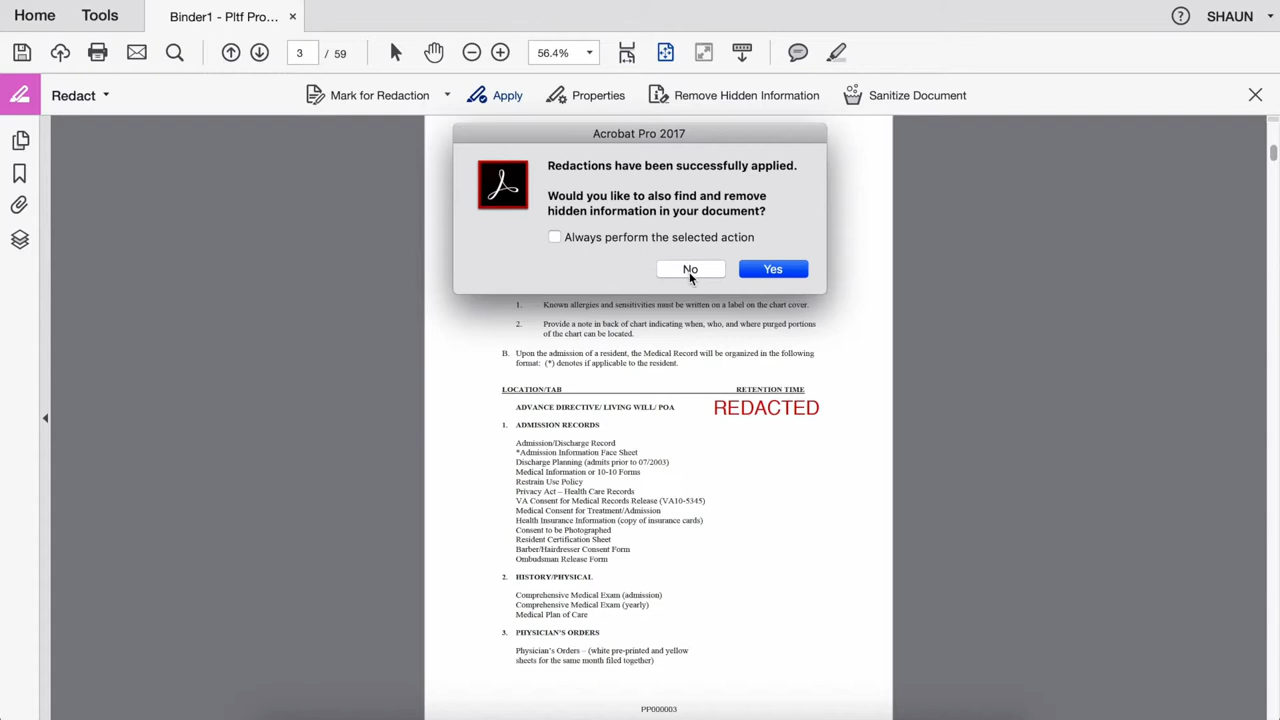 Home
Tools
Binder1 - Pltf Pro... ×
? SHAUN
3 / 59
56.4%
Redact
Mark for Redaction
Apply
Properties
Remove Hidden Information
Sanitize Document
Acrobat Pro 2017
Redactions have been successfully applied.
Would you like to also find and remove
hidden information in your document?
Always perform the selected action
No
Yes
1. Known allergies and sensitivities must be written on a label on the chart cover.
2. Provide a note in back of chart indicating when, who, and where purged portions
of the chart can be located.
B. Upon the admission of a resident, the Medical Record will be organized in the following
format: (*) denotes if applicable to the resident.
LOCATION/TAB RETENTION TIME
ADVANCE DIRECTIVE/ LIVING WILL/ POA REDACTED
1. ADMISSION RECORDS
Admission/Discharge Record
*Admission Information Face Sheet
Discharge Planning (admits prior to 07/2003)
Medical Information or 10-10 Forms
Restrain Use Policy
Privacy Act – Health Care Records
VA Consent for Medical Records Release (VA10-5345)
Medical Consent for Treatment/Admission
Health Insurance Information (copy of insurance cards)
Consent to be Photographed
Resident Certification Sheet
Barber/Hairdresser Consent Form
Ombudsman Release Form
2. HISTORY/PHYSICAL
Comprehensive Medical Exam (admission)
Comprehensive Medical Exam (yearly)
Medical Plan of Care
3. PHYSICIAN'S ORDERS
Physician's Orders – (white pre-printed and yellow
sheets for the same month filed together)
PP000003